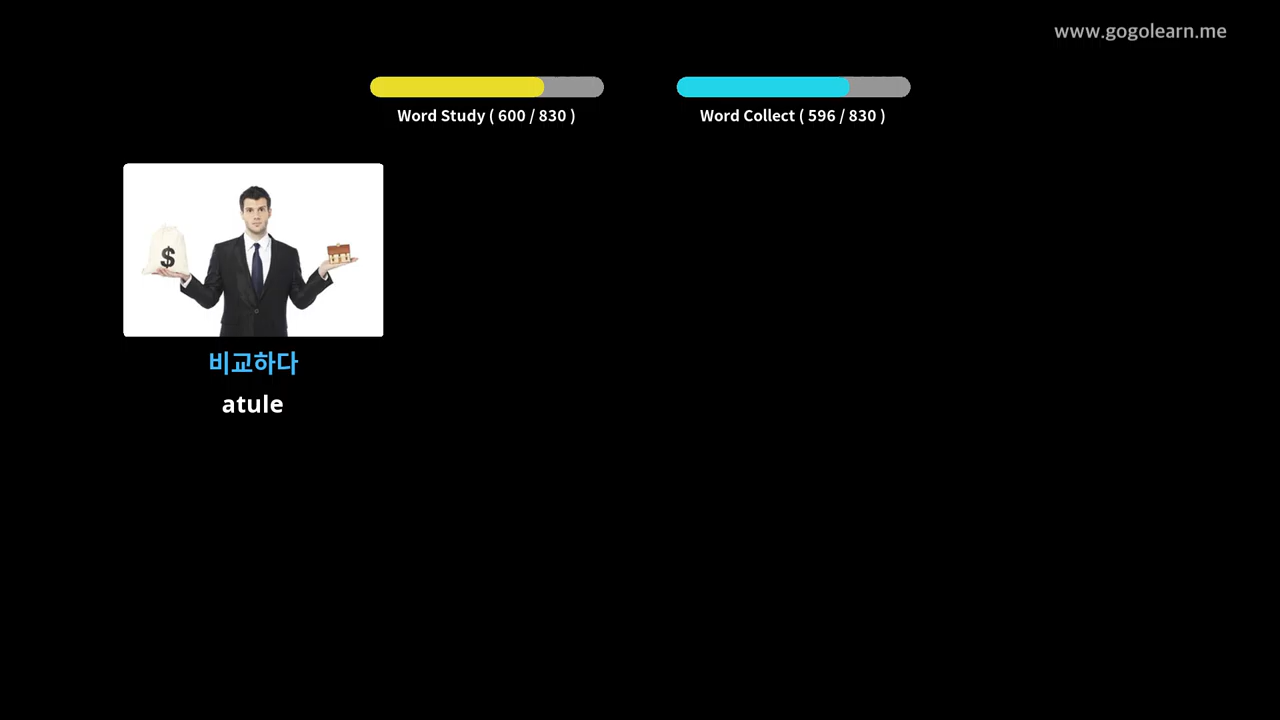 www.gogolearn.me
Word Study ( 600 / 830 )
Word Collect ( 596 / 830 )
$
비교하다
atule